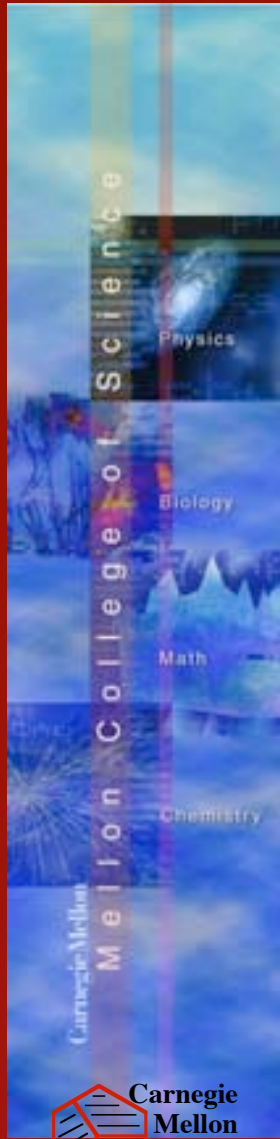 Mellon College of Science
Physics
Biology
Math
Chemistry
Carnegie Mellon
Carnegie
Mellon